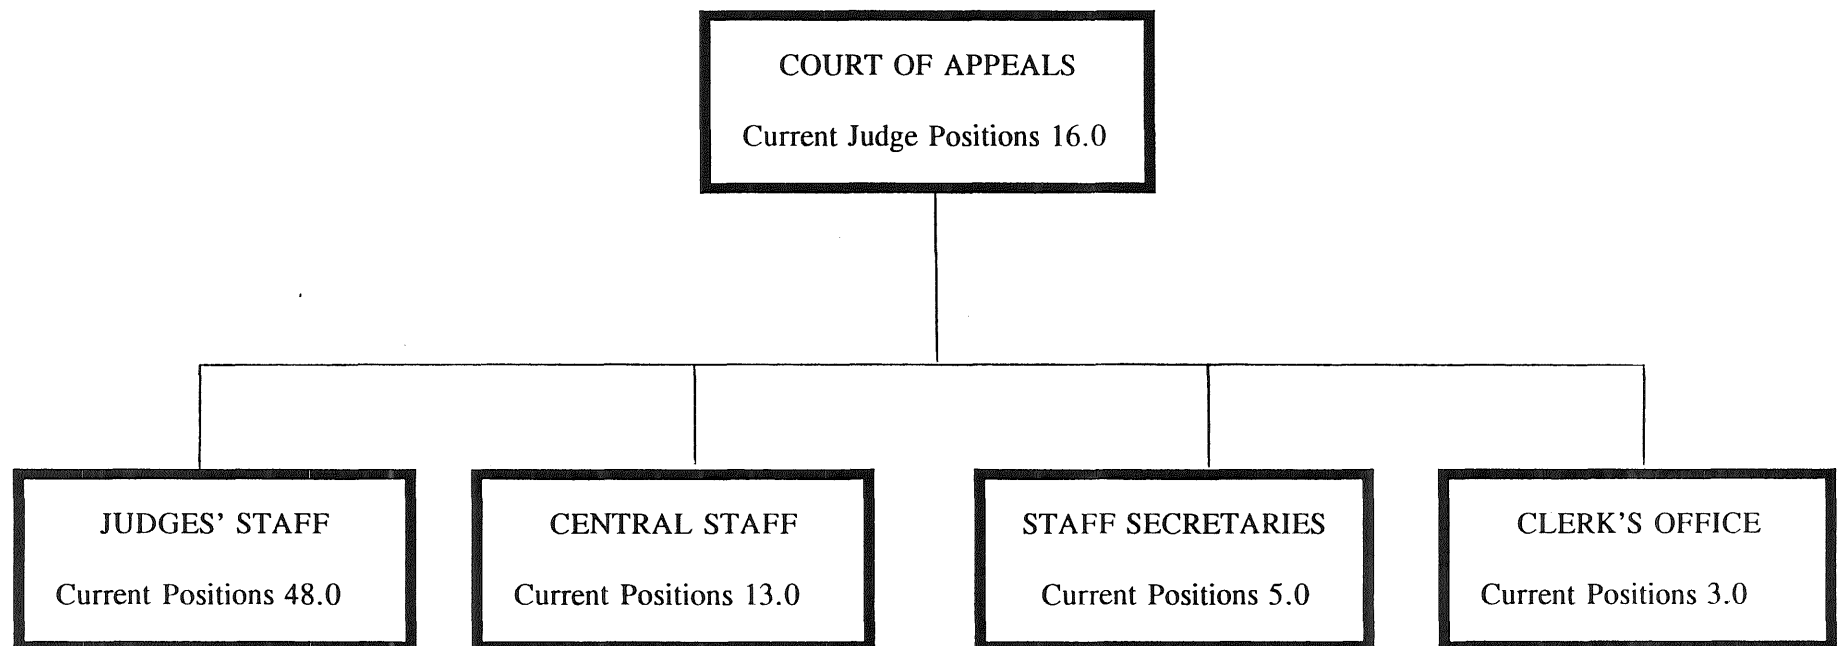 COURT OF APPEALS
Current Judge Positions 16.0
JUDGES' STAFF
Current Positions 48.0
CENTRAL STAFF
Current Positions 13.0
STAFF SECRETARIES
Current Positions 5.0
CLERK'S OFFICE
Current Positions 3.0